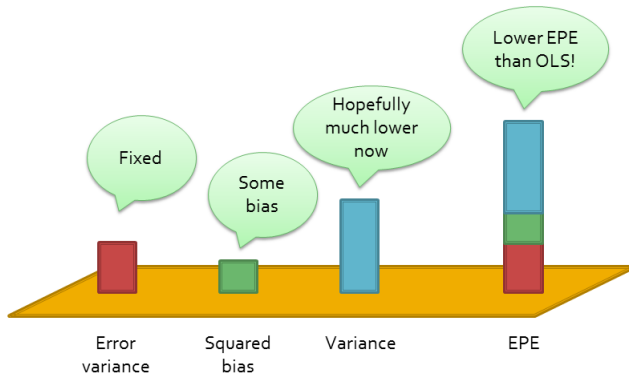 Lower EPE
than OLS!
Hopefully
much lower
now
Fixed
Some
bias
Error
variance
Squared
bias
Variance
EPE